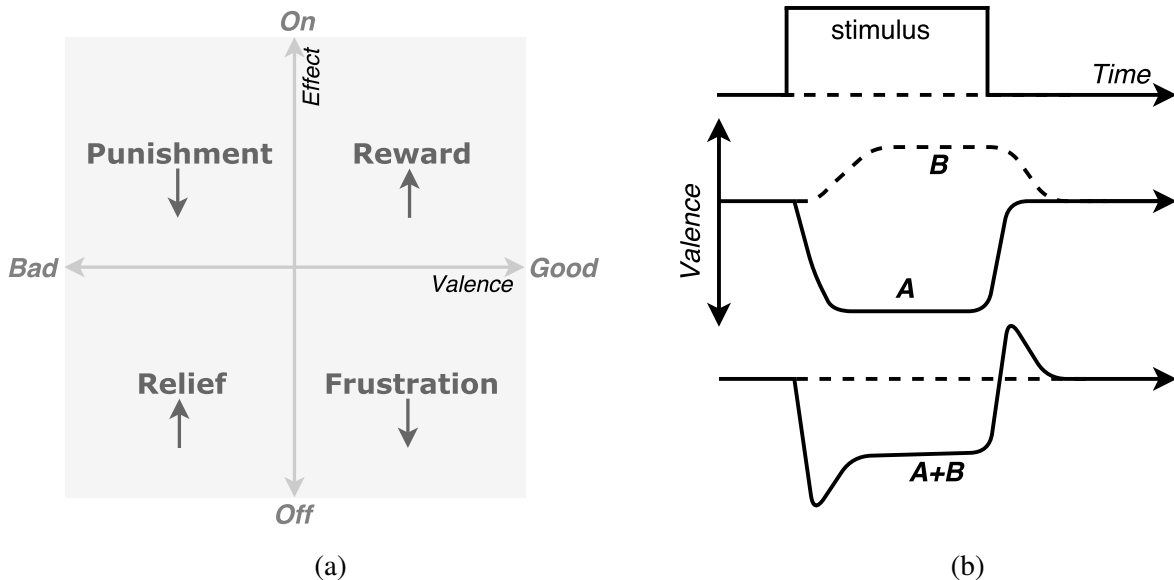 On
Effect
Punishment
Reward
Bad
Valence
Good
Relief
Frustration
Off
(a)
stimulus
Time
Valence
B
A
A+B
(b)